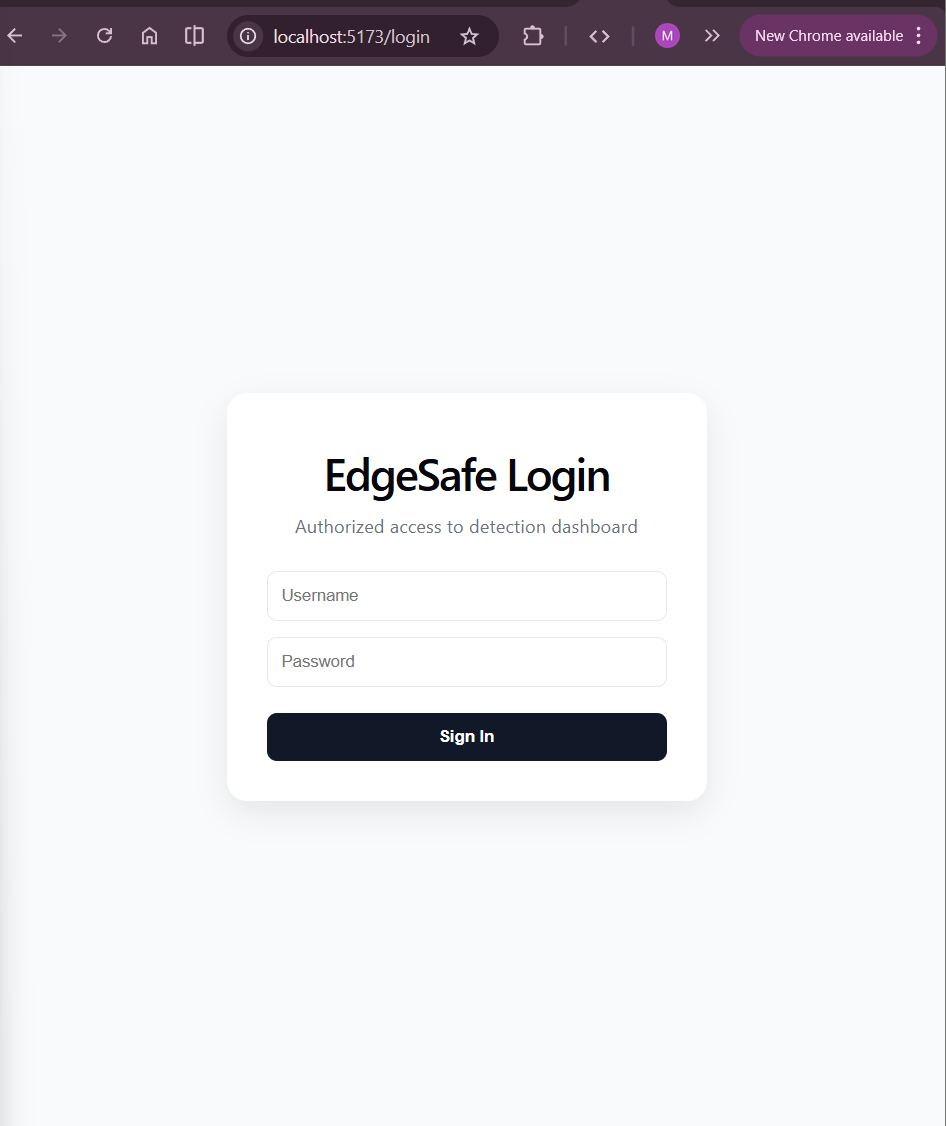 localhost:5173/login
M
New Chrome available
EdgeSafe Login
Authorized access to detection dashboard
Username
Password
Sign In